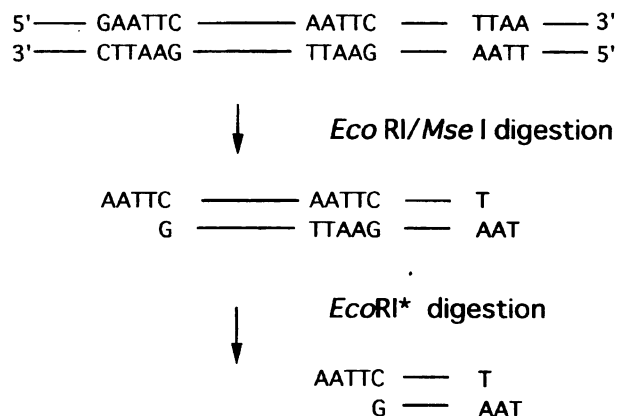 5' GAATTC AATTC TTAA 3'
3' CTTAAG TTAAG AATT 5'
Eco RI/Mse I digestion
AATTC AATTC T
G TTAAG AAT
EcoRI* digestion
AATTC T
G AAT